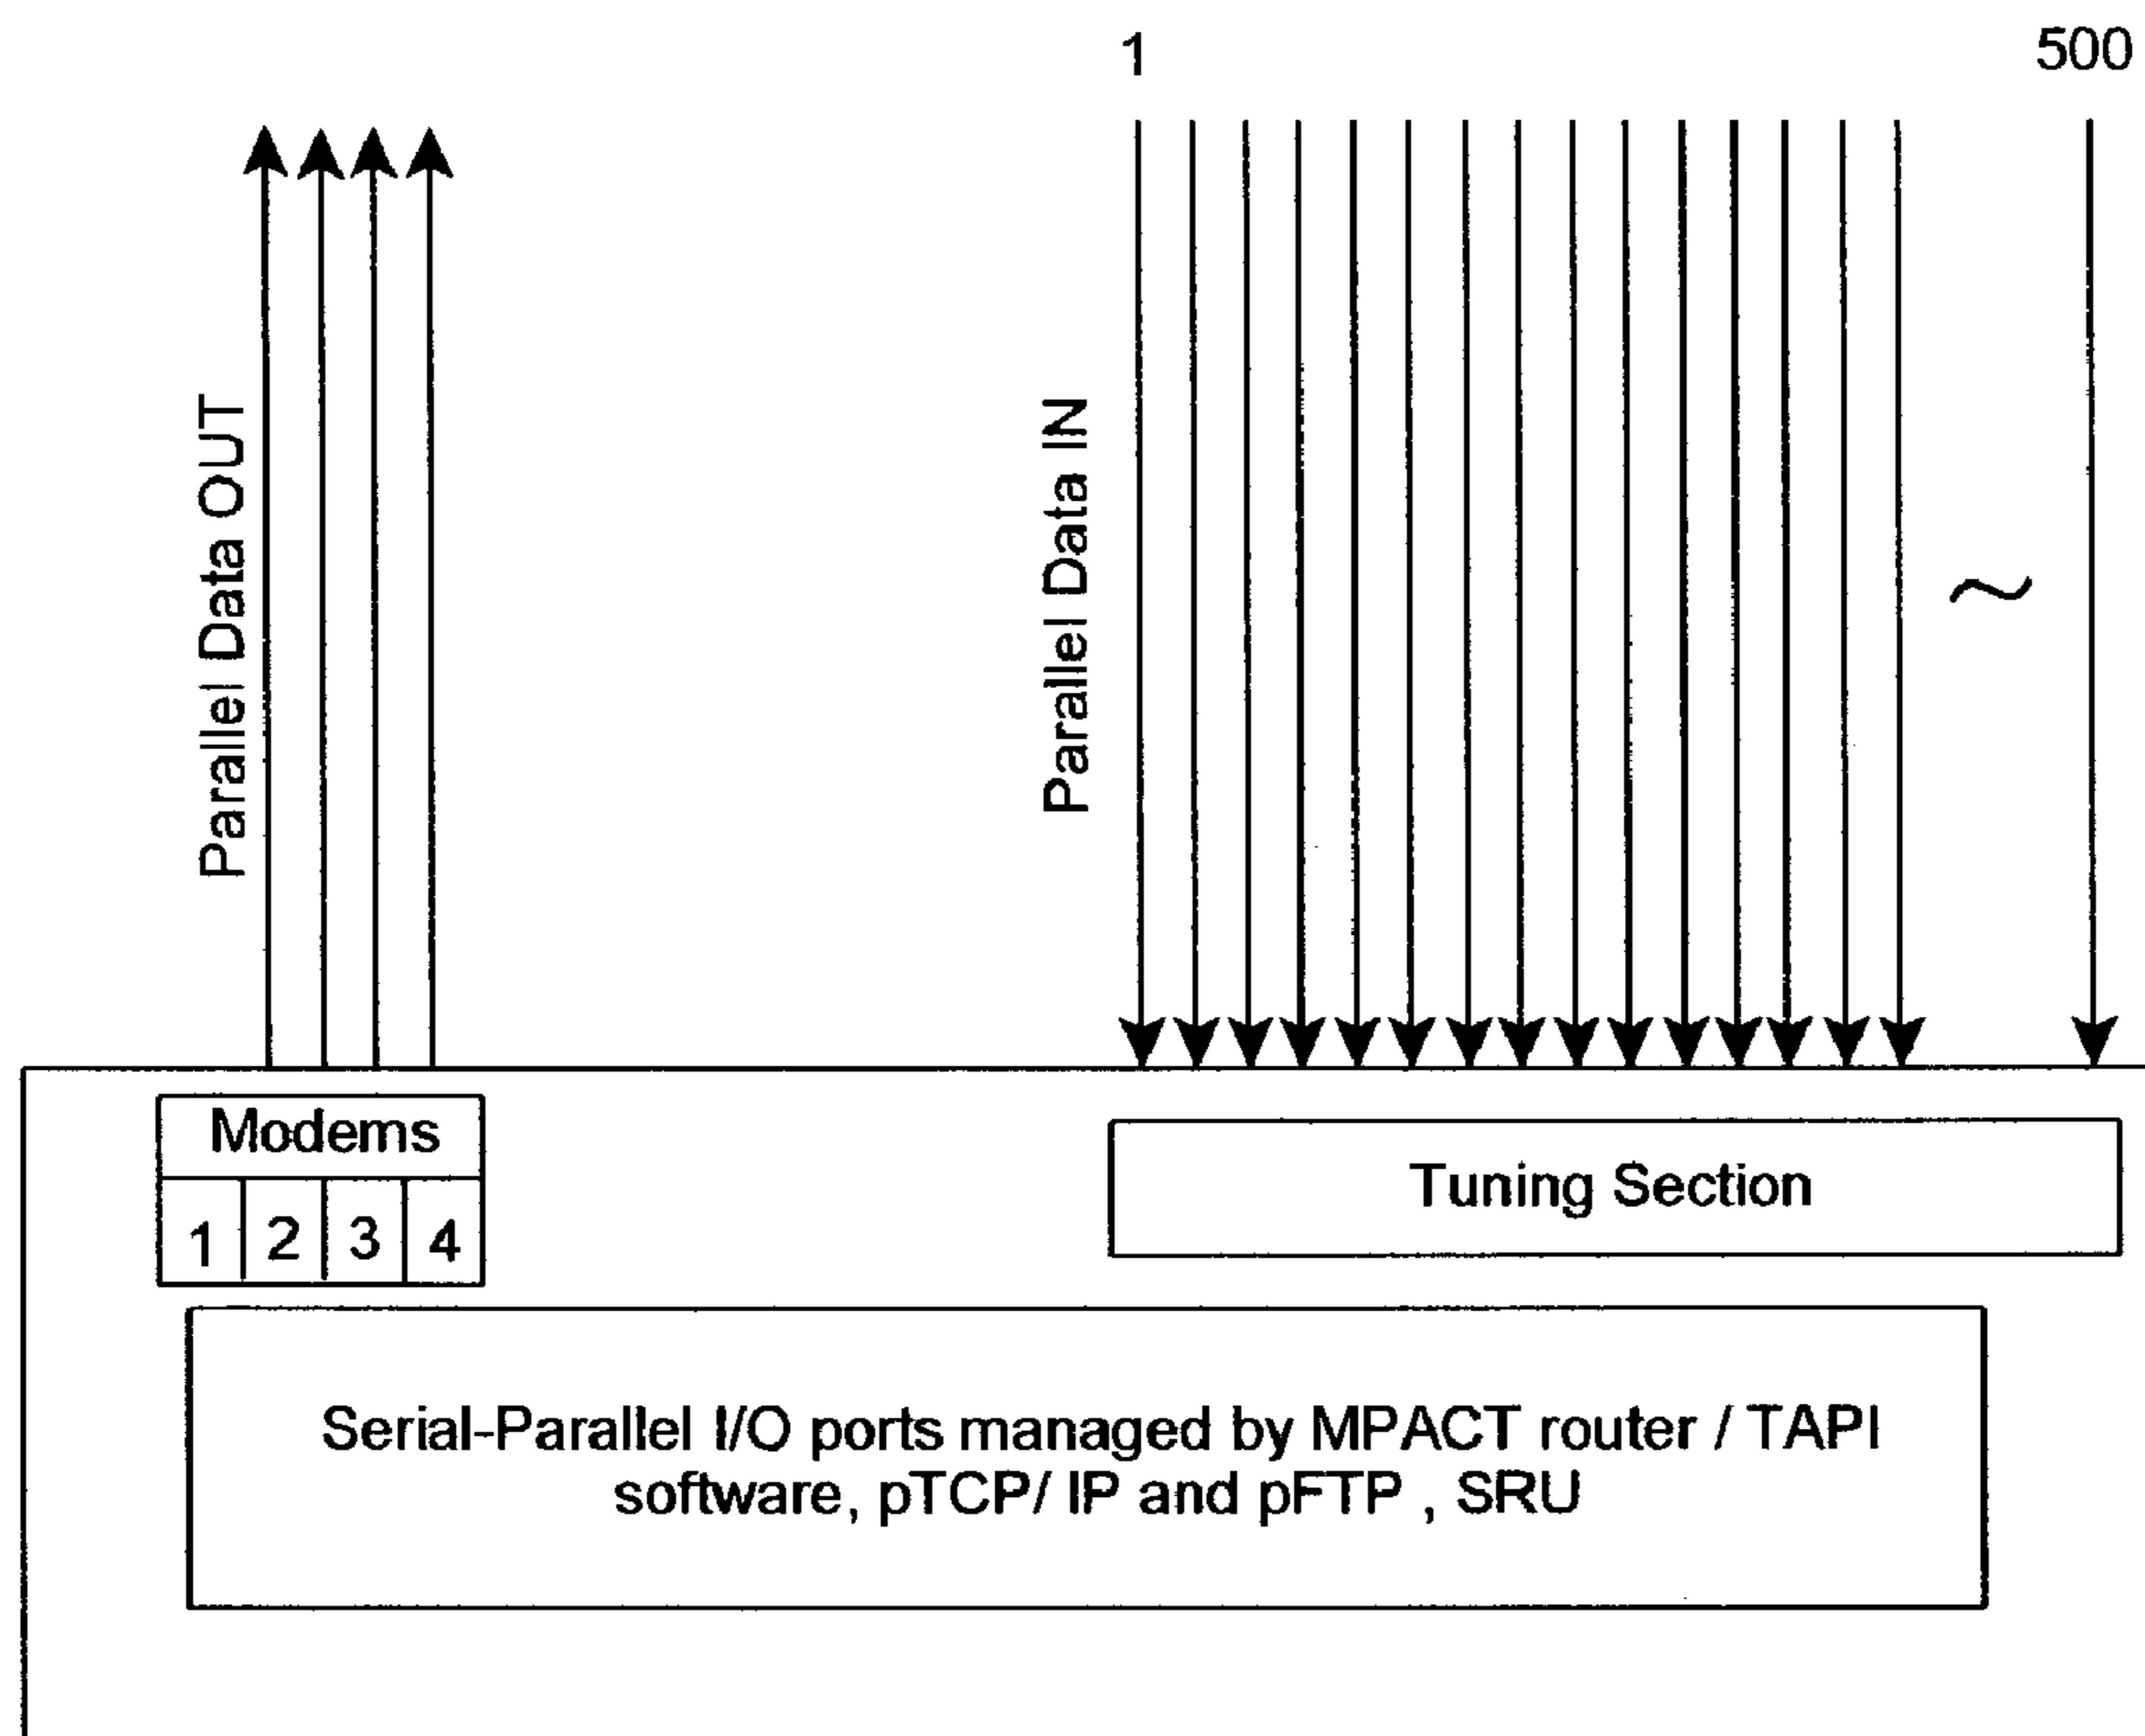 1
500
Parallel Data OUT
Parallel Data IN
~
Modems
1 2 3 4
Tuning Section
Serial-Parallel I/O ports managed by MPACT router / TAPI
software, pTCP/ IP and pFTP , SRU